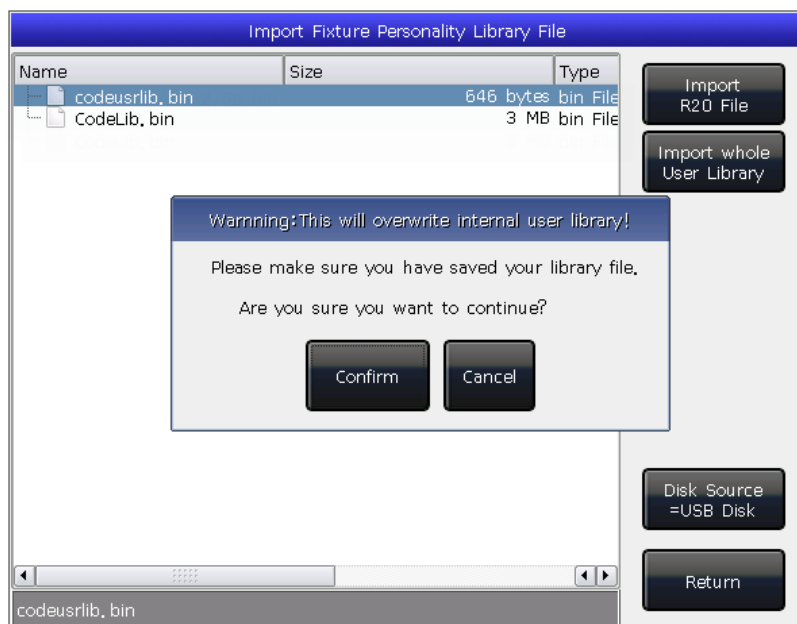 Import Fixture Personality Library File
Name Size Type
codeusrlib.bin 646 bytes bin File
CodeLib.bin 3 MB bin File
Import
R20 File
Import whole
User Library
Warnning:This will overwrite internal user library!
Please make sure you have saved your library file.
Are you sure you want to continue?
Confirm Cancel
Disk Source
=USB Disk
Return
codeusrlib.bin